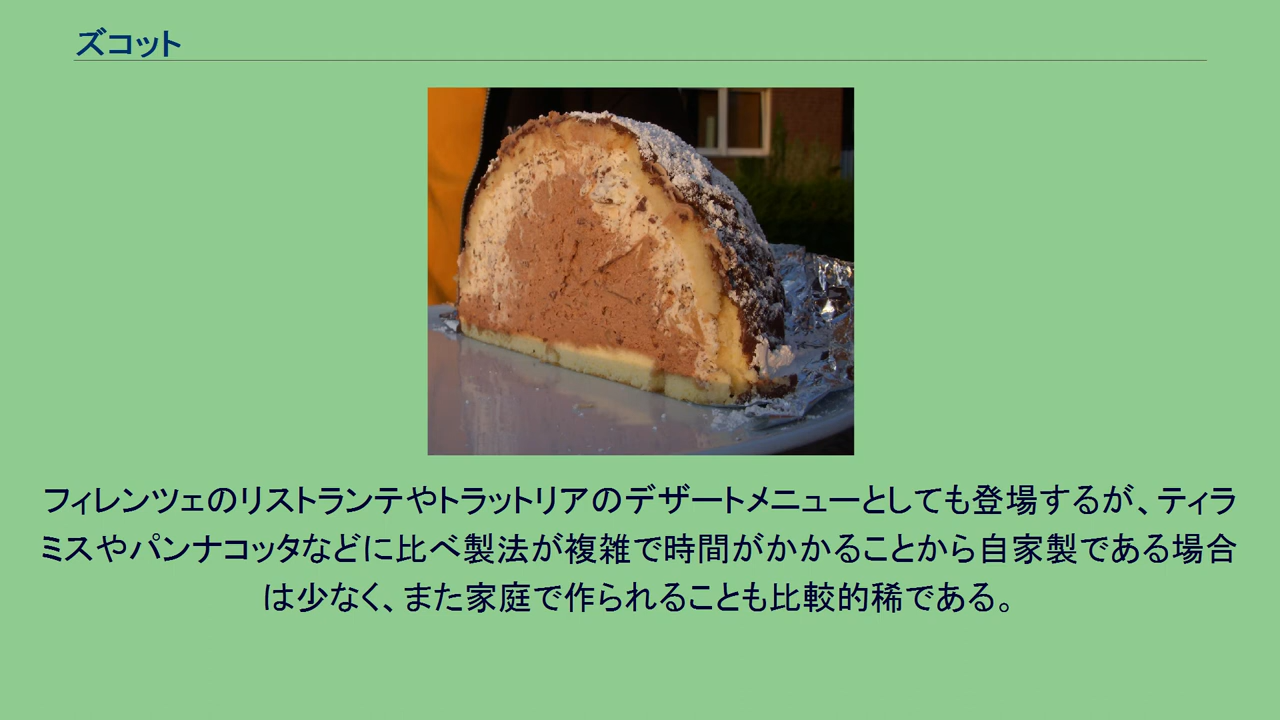 ズコット
フィレンツェのリストランテやトラットリアのデザートメニューとしても登場するが、ティラ
ミスやパンナコッタなどに比べ製法が複雑で時間がかかることから自家製である場合
は少なく、また家庭で作られることも比較的稀である。